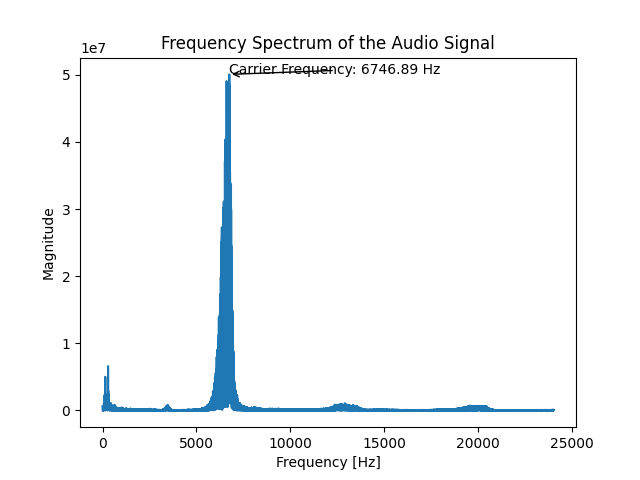 Frequency Spectrum of the Audio Signal
1e7
Carrier Frequency: 6746.89 Hz
5
4
3
2
1
0
Magnitude
0 5000 10000 15000 20000 25000
Frequency [Hz]